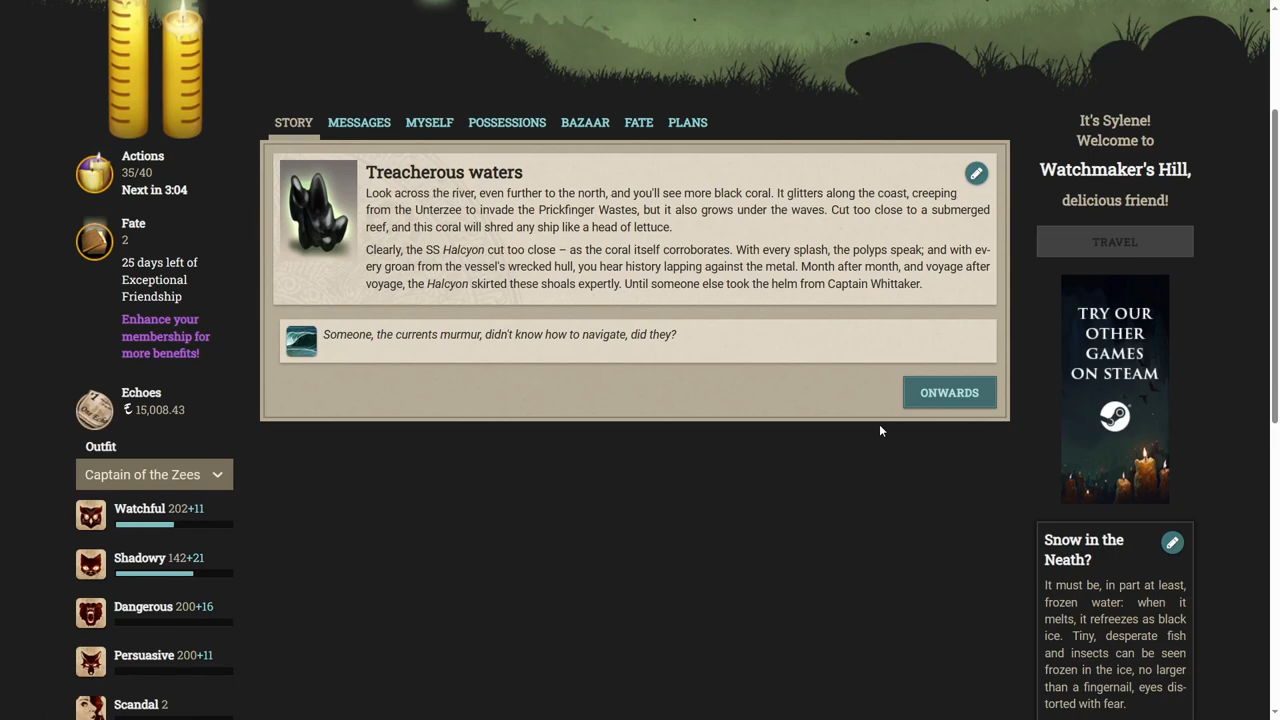 STORY MESSAGES MYSELF POSSESSIONS BAZAAR FATE PLANS
Actions
35/40
Next in 3:04
Fate
2
25 days left of
Exceptional
Friendship
Enhance your
membership for
more benefits!
Echoes
15,008.43
Outfit
Captain of the Zees
Watchful 202+11
Shadowy 142+21
Dangerous 200+16
Persuasive 200+11
Scandal 2
Treacherous waters
Look across the river, even further to the north, and you'll see more black coral. It glitters along the coast, creeping
from the Unterzee to invade the Prickfinger Wastes, but it also grows under the waves. Cut too close to a submerged
reef, and this coral will shred any ship like a head of lettuce.
Clearly, the SS Halcyon cut too close – as the coral itself corroborates. With every splash, the polyps speak; and with ev-
ery groan from the vessel's wrecked hull, you hear history lapping against the metal. Month after month, and voyage after
voyage, the Halcyon skirted these shoals expertly. Until someone else took the helm from Captain Whittaker.
Someone, the currents murmur, didn't know how to navigate, did they?
ONWARDS
It's Sylene!
Welcome to
Watchmaker's Hill,
delicious friend!
TRAVEL
TRY OUR
OTHER
GAMES
ON STEAM
Snow in the
Neath?
It must be, in part at least,
frozen water: when it
melts, it refreezes as black
ice. Tiny, desperate fish
and insects can be seen
frozen in the ice, no larger
than a fingernail, eyes dis-
torted with fear.